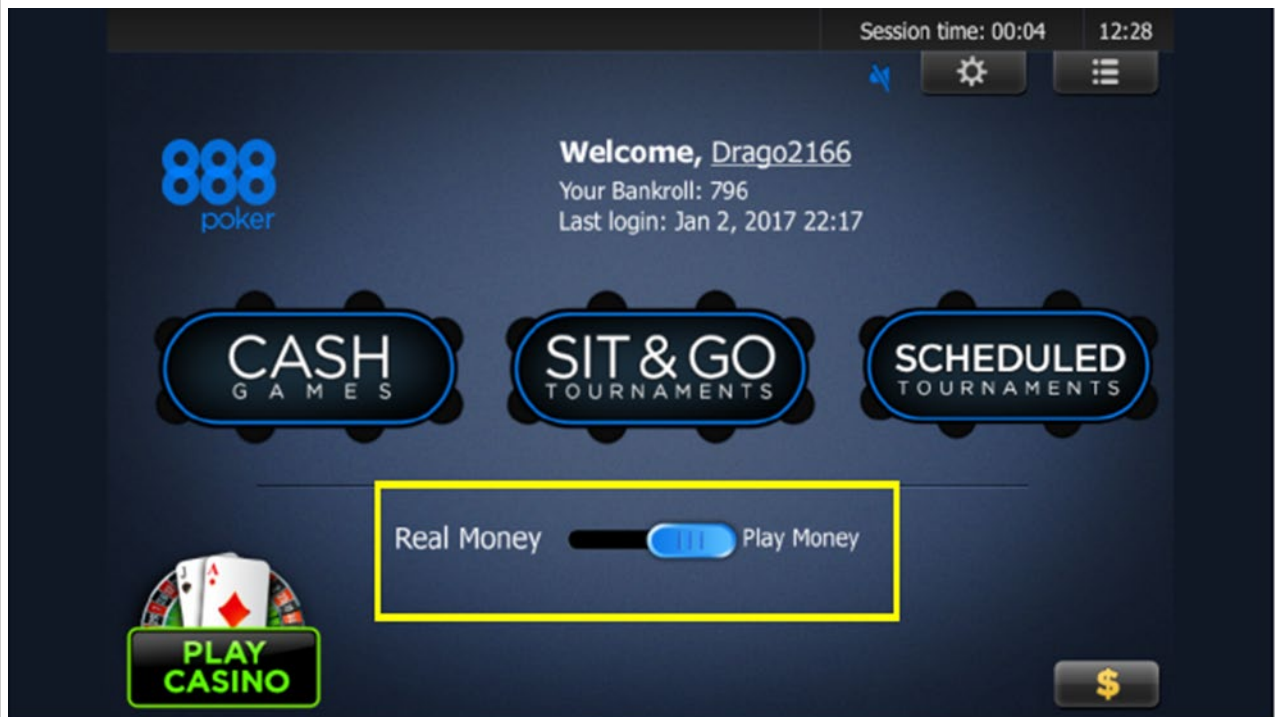 Session time: 00:04 12:28
888
poker
Welcome, Drago2166
Your Bankroll: 796
Last login: Jan 2, 2017 22:17
CASH
GAMES
SIT & GO
TOURNAMENTS
SCHEDULED
TOURNAMENTS
Real Money Play Money
J A
PLAY
CASINO
$